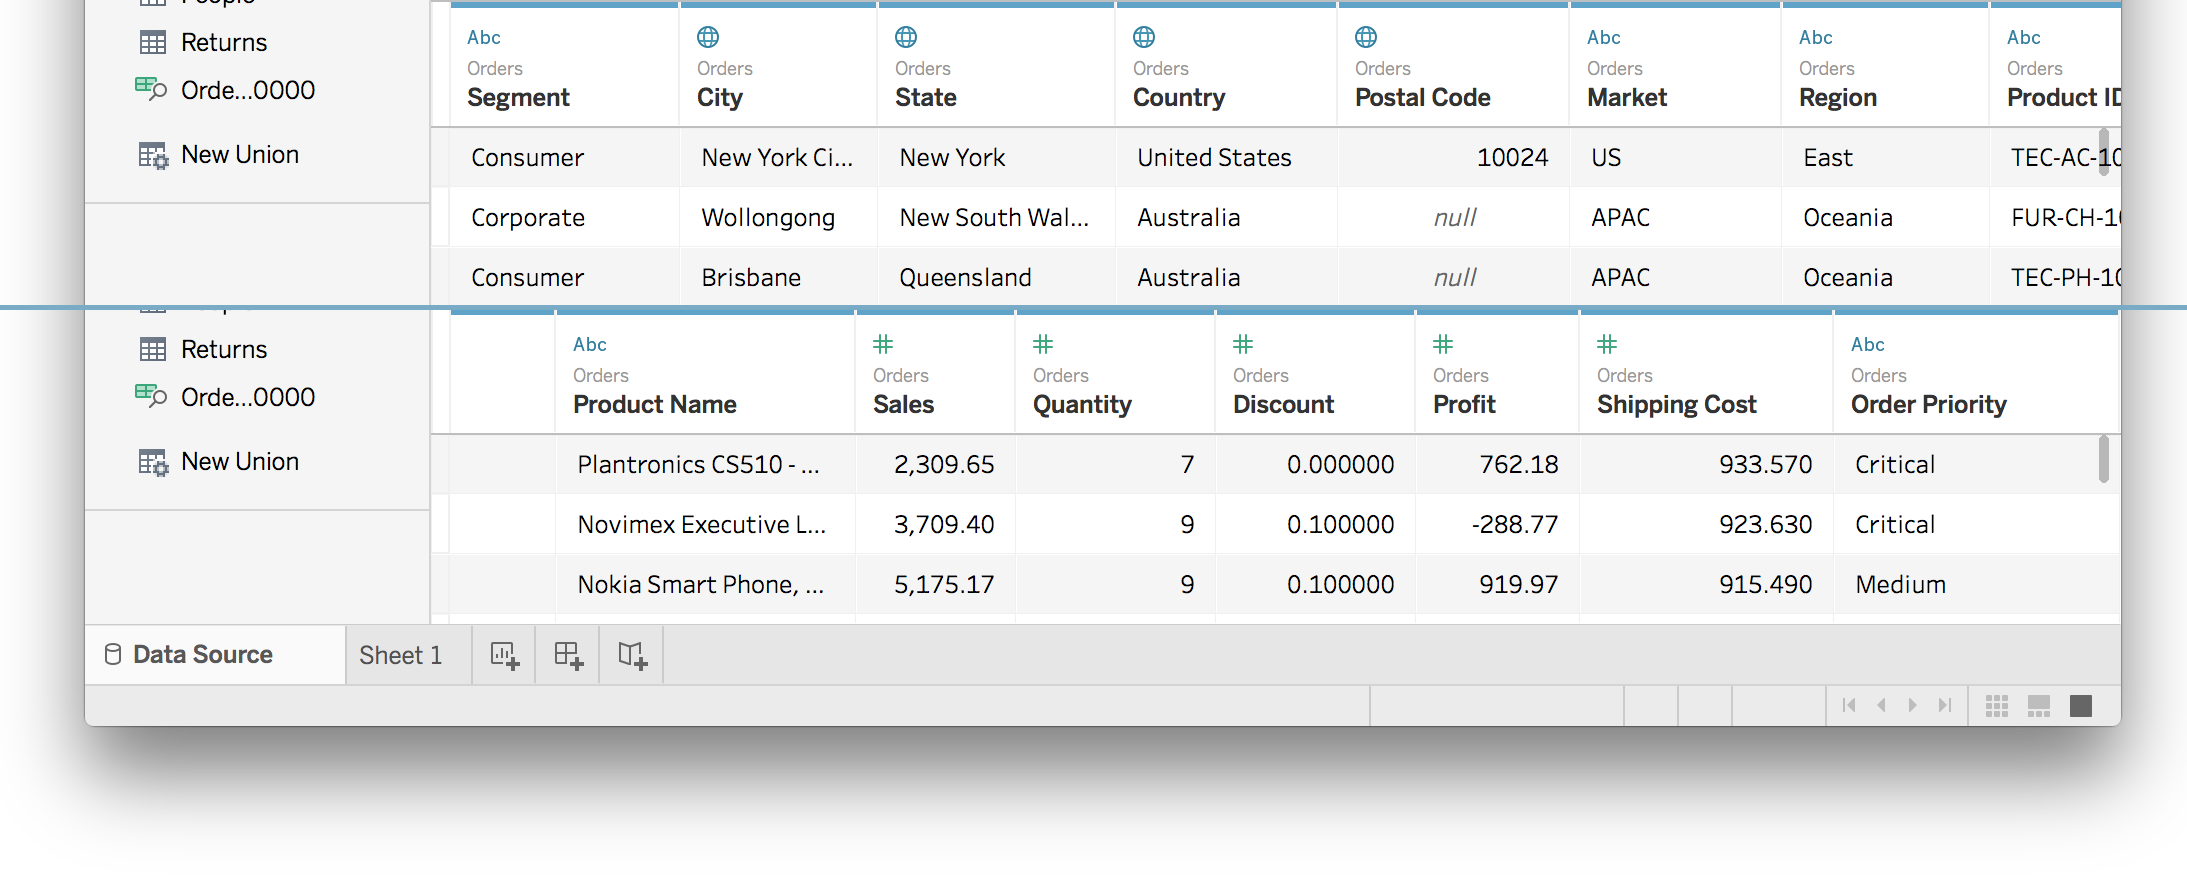 People
Returns
Orde...0000
New Union
Abc
Orders
Segment
Orders
City
Orders
State
Orders
Country
Orders
Postal Code
Abc
Orders
Market
Abc
Orders
Region
Abc
Orders
Product ID
Consumer New York Ci... New York United States 10024 US East TEC-AC-10
Corporate Wollongong New South Wal... Australia null APAC Oceania FUR-CH-10
Consumer Brisbane Queensland Australia null APAC Oceania TEC-PH-10
Returns
Orde...0000
New Union
Abc
Orders
Product Name
#
Orders
Sales
#
Orders
Quantity
#
Orders
Discount
#
Orders
Profit
#
Orders
Shipping Cost
Abc
Orders
Order Priority
Plantronics CS510 - ... 2,309.65 7 0.000000 762.18 933.570 Critical
Novimex Executive L... 3,709.40 9 0.100000 -288.77 923.630 Critical
Nokia Smart Phone, ... 5,175.17 9 0.100000 919.97 915.490 Medium
Data Source Sheet 1